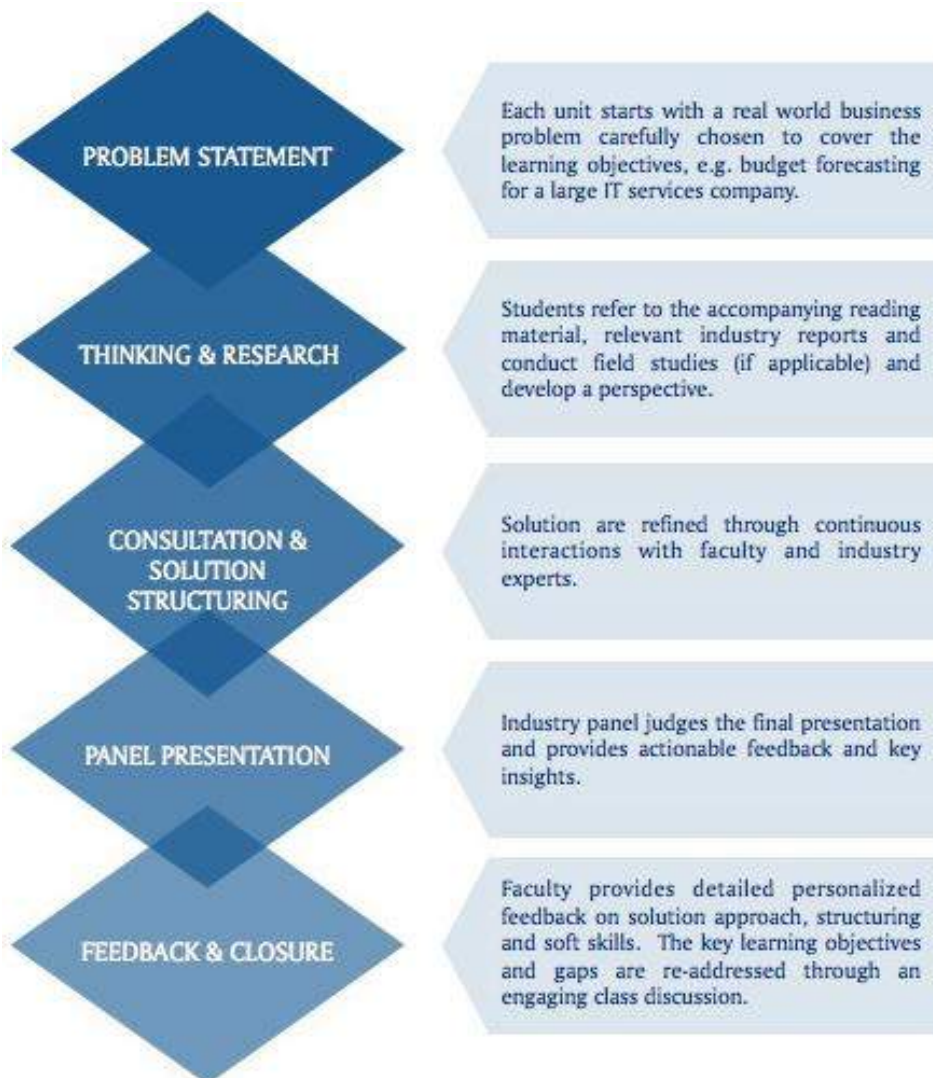 PROBLEM STATEMENT
Each unit starts with a real world business
problem carefully chosen to cover the
learning objectives, e.g. budget forecasting
for a large IT services company.
THINKING & RESEARCH
Students refer to the accompanying reading
material, relevant industry reports and
conduct field studies (if applicable) and
develop a perspective.
CONSULTATION &
SOLUTION
STRUCTURING
Solution are refined through continuous
interactions with faculty and industry
experts.
PANEL PRESENTATION
Industry panel judges the final presentation
and provides actionable feedback and key
insights.
FEEDBACK & CLOSURE
Faculty provides detailed personalized
feedback on solution approach, structuring
and soft skills. The key learning objectives
and gaps are re-addressed through an
engaging class discussion.